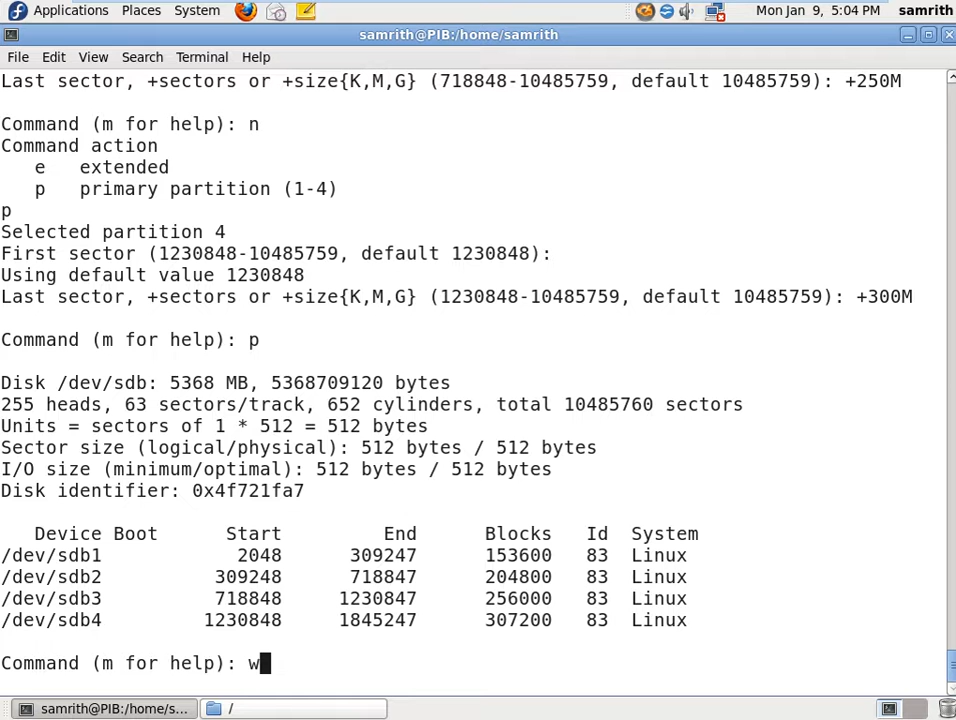 Applications Places System Mon Jan 9, 5:04 PM samrith
samrith@PIB:/home/samrith
File Edit View Search Terminal Help
Last sector, +sectors or +size{K,M,G} (718848-10485759, default 10485759): +250M
Command (m for help): n
Command action
e extended
p primary partition (1-4)
p
Selected partition 4
First sector (1230848-10485759, default 1230848):
Using default value 1230848
Last sector, +sectors or +size{K,M,G} (1230848-10485759, default 10485759): +300M
Command (m for help): p
Disk /dev/sdb: 5368 MB, 5368709120 bytes
255 heads, 63 sectors/track, 652 cylinders, total 10485760 sectors
Units = sectors of 1 * 512 = 512 bytes
Sector size (logical/physical): 512 bytes / 512 bytes
I/O size (minimum/optimal): 512 bytes / 512 bytes
Disk identifier: 0x4f721fa7
Device Boot Start End Blocks Id System
/dev/sdb1 2048 309247 153600 83 Linux
/dev/sdb2 309248 718847 204800 83 Linux
/dev/sdb3 718848 1230847 256000 83 Linux
/dev/sdb4 1230848 1845247 307200 83 Linux
Command (m for help): w
samrith@PIB:/home/s... /